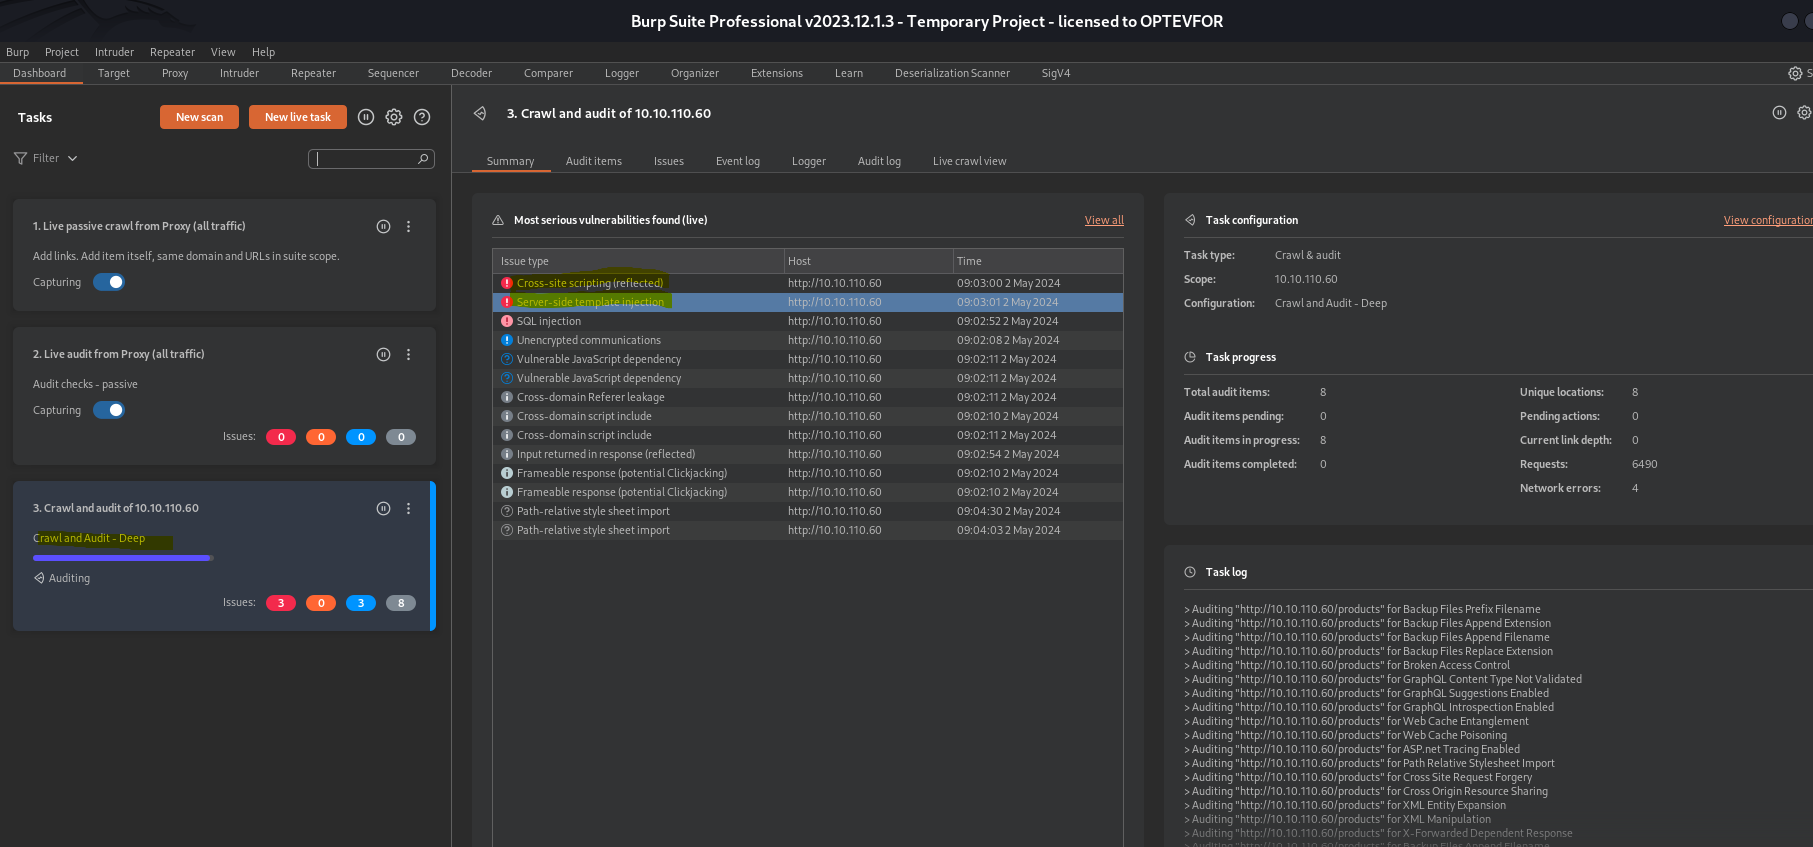 Burp Suite Professional v2023.12.1.3 - Temporary Project - licensed to OPTEVFOR
Burp Project Intruder Repeater View Help
Dashboard Target Proxy Intruder Repeater Sequencer Decoder Comparer Logger Organizer Extensions Learn Deserialization Scanner SigV4 S
Tasks New scan New live task
Filter
1. Live passive crawl from Proxy (all traffic)
Add links. Add item itself, same domain and URLs in suite scope.
Capturing
2. Live audit from Proxy (all traffic)
Audit checks - passive
Capturing
Issues: 0 0 0 0
3. Crawl and audit of 10.10.110.60
Crawl and Audit - Deep
Auditing
Issues: 3 0 3 8
3. Crawl and audit of 10.10.110.60
Summary Audit items Issues Event log Logger Audit log Live crawl view
Most serious vulnerabilities found (live) View all
Issue type Host Time
Cross-site scripting (reflected) http://10.10.110.60 09:03:00 2 May 2024
Server-side template injection http://10.10.110.60 09:03:01 2 May 2024
SQL injection http://10.10.110.60 09:02:52 2 May 2024
Unencrypted communications http://10.10.110.60 09:02:08 2 May 2024
Vulnerable JavaScript dependency http://10.10.110.60 09:02:11 2 May 2024
Vulnerable JavaScript dependency http://10.10.110.60 09:02:11 2 May 2024
Cross-domain Referer leakage http://10.10.110.60 09:02:11 2 May 2024
Cross-domain script include http://10.10.110.60 09:02:10 2 May 2024
Cross-domain script include http://10.10.110.60 09:02:11 2 May 2024
Input returned in response (reflected) http://10.10.110.60 09:02:54 2 May 2024
Frameable response (potential Clickjacking) http://10.10.110.60 09:02:10 2 May 2024
Frameable response (potential Clickjacking) http://10.10.110.60 09:02:10 2 May 2024
Path-relative style sheet import http://10.10.110.60 09:04:30 2 May 2024
Path-relative style sheet import http://10.10.110.60 09:04:03 2 May 2024
Task configuration View configuration
Task type: Crawl & audit
Scope: 10.10.110.60
Configuration: Crawl and Audit - Deep
Task progress
Total audit items: 8 Unique locations: 8
Audit items pending: 0 Pending actions: 0
Audit items in progress: 8 Current link depth: 0
Audit items completed: 0 Requests: 6490
Network errors: 4
Task log
> Auditing "http://10.10.110.60/products" for Backup Files Prefix Filename
> Auditing "http://10.10.110.60/products" for Backup Files Append Extension
> Auditing "http://10.10.110.60/products" for Backup Files Append Filename
> Auditing "http://10.10.110.60/products" for Backup Files Replace Extension
> Auditing "http://10.10.110.60/products" for Broken Access Control
> Auditing "http://10.10.110.60/products" for GraphQL Content Type Not Validated
> Auditing "http://10.10.110.60/products" for GraphQL Suggestions Enabled
> Auditing "http://10.10.110.60/products" for GraphQL Introspection Enabled
> Auditing "http://10.10.110.60/products" for Web Cache Entanglement
> Auditing "http://10.10.110.60/products" for Web Cache Poisoning
> Auditing "http://10.10.110.60/products" for ASP.net Tracing Enabled
> Auditing "http://10.10.110.60/products" for Path Relative Stylesheet Import
> Auditing "http://10.10.110.60/products" for Cross Site Request Forgery
> Auditing "http://10.10.110.60/products" for Cross Origin Resource Sharing
> Auditing "http://10.10.110.60/products" for XML Entity Expansion
> Auditing "http://10.10.110.60/products" for XML Manipulation
> Auditing "http://10.10.110.60/products" for X-Forwarded Dependent Response
> Auditing "http://10.10.110.60/products" for Backup Files Append Filename